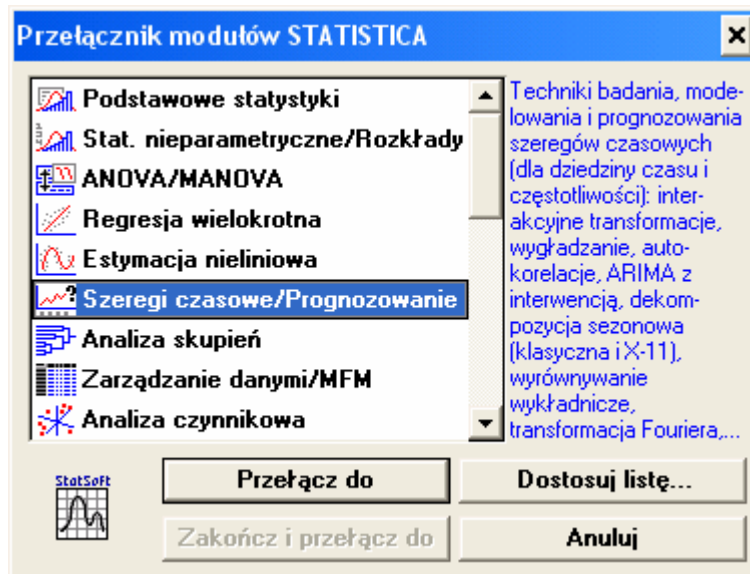 Przełącznik modułów STATISTICA
Podstawowe statystyki
Stat. nieparametryczne/Rozkłady
ANOVA/MANOVA
Regresja wielokrotna
Estymacja nieliniowa
Szeregi czasowe/Prognozowanie
Analiza skupień
Zarządzanie danymi/MFM
Analiza czynnikowa
Techniki badania, mode-
lowania i prognozowania
szeregów czasowych
(dla dziedziny czasu i
częstotliwości): inter-
akcyjne transformacje,
wygładzanie, auto-
korelacje, ARIMA z
interwencją, dekom-
pozycja sezonowa
(klasyczna i X-11),
wyrównywanie
wykładnicze,
transformacja Fouriera,...
StatSoft
Przełącz do
Dostosuj listę...
Zakończ i przełącz do
Anuluj